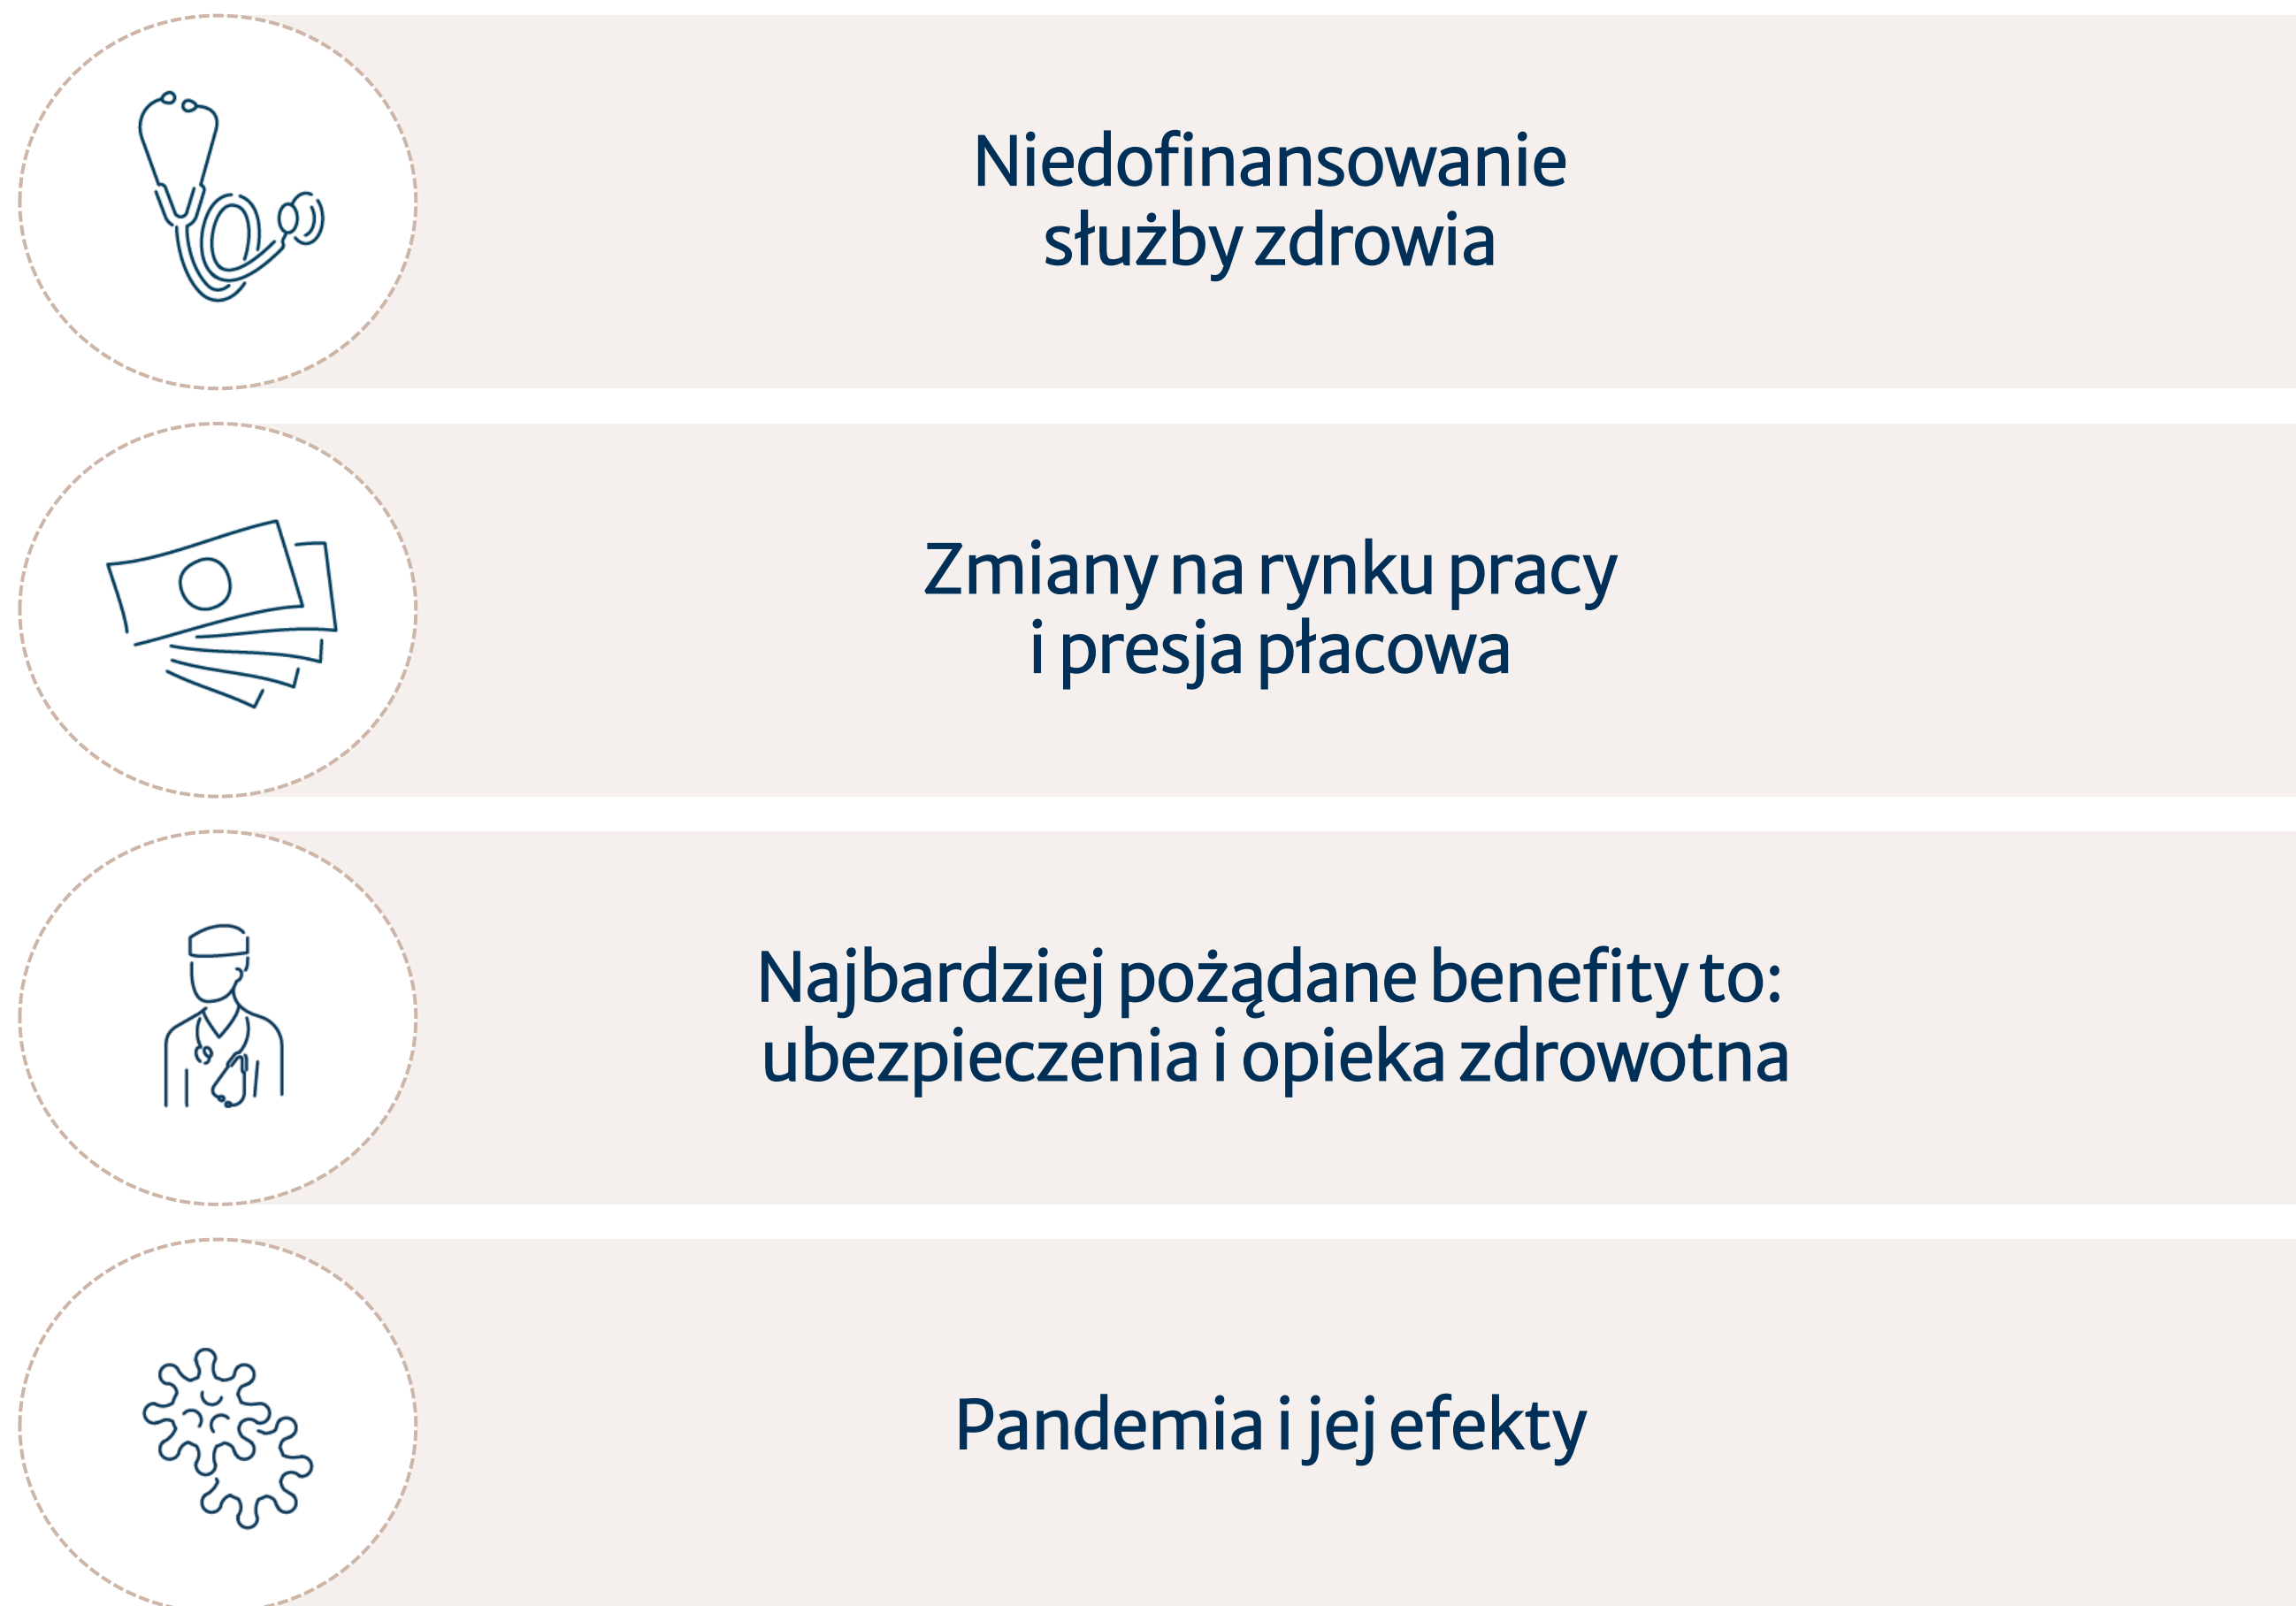 Niedofinansowanie
służby zdrowia
Zmiany na rynku pracy
i presja płacowa
Najbardziej pożądane benefity to:
ubezpieczenia i opieka zdrowotna
Pandemia i jej efekty